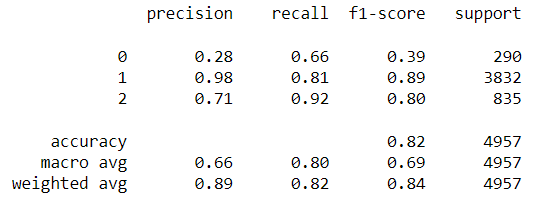 precision recall f1-score support
0 0.28 0.66 0.39 290
1 0.98 0.81 0.89 3832
2 0.71 0.92 0.80 835
accuracy 0.82 4957
macro avg 0.66 0.80 0.69 4957
weighted avg 0.89 0.82 0.84 4957